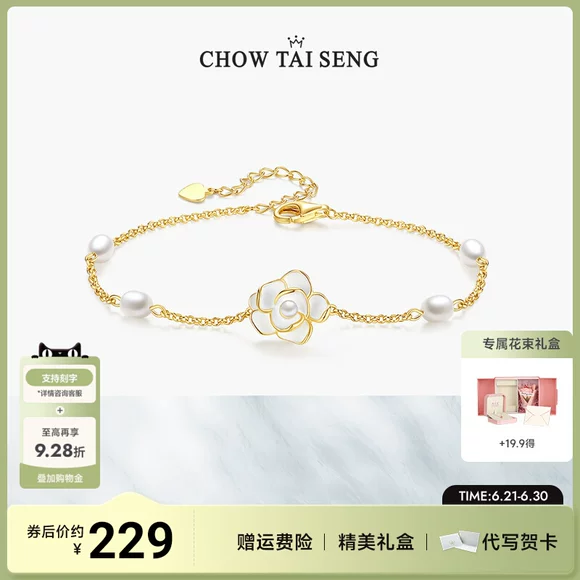 CHOW TAI SENG
专属花束礼盒
+19.9得
支持刻字
*详情咨询客服
+
至高再享
9.28折
叠加购物金
TIME:6.21-6.30
券后价约
¥229
赠运费险 | 精美礼盒 | 代写贺卡